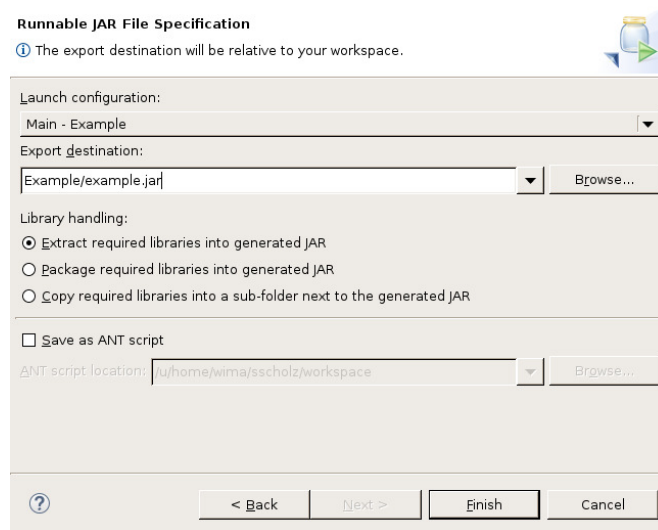 Runnable JAR File Specification
The export destination will be relative to your workspace.
Launch configuration:
Main - Example
Export destination:
Example/example.jar
Browse...
Library handling:
Extract required libraries into generated JAR
Package required libraries into generated JAR
Copy required libraries into a sub-folder next to the generated JAR
Save as ANT script
ANT script location: /u/home/wima/sscholz/workspace
Browse...
? < Back Next > Finish Cancel